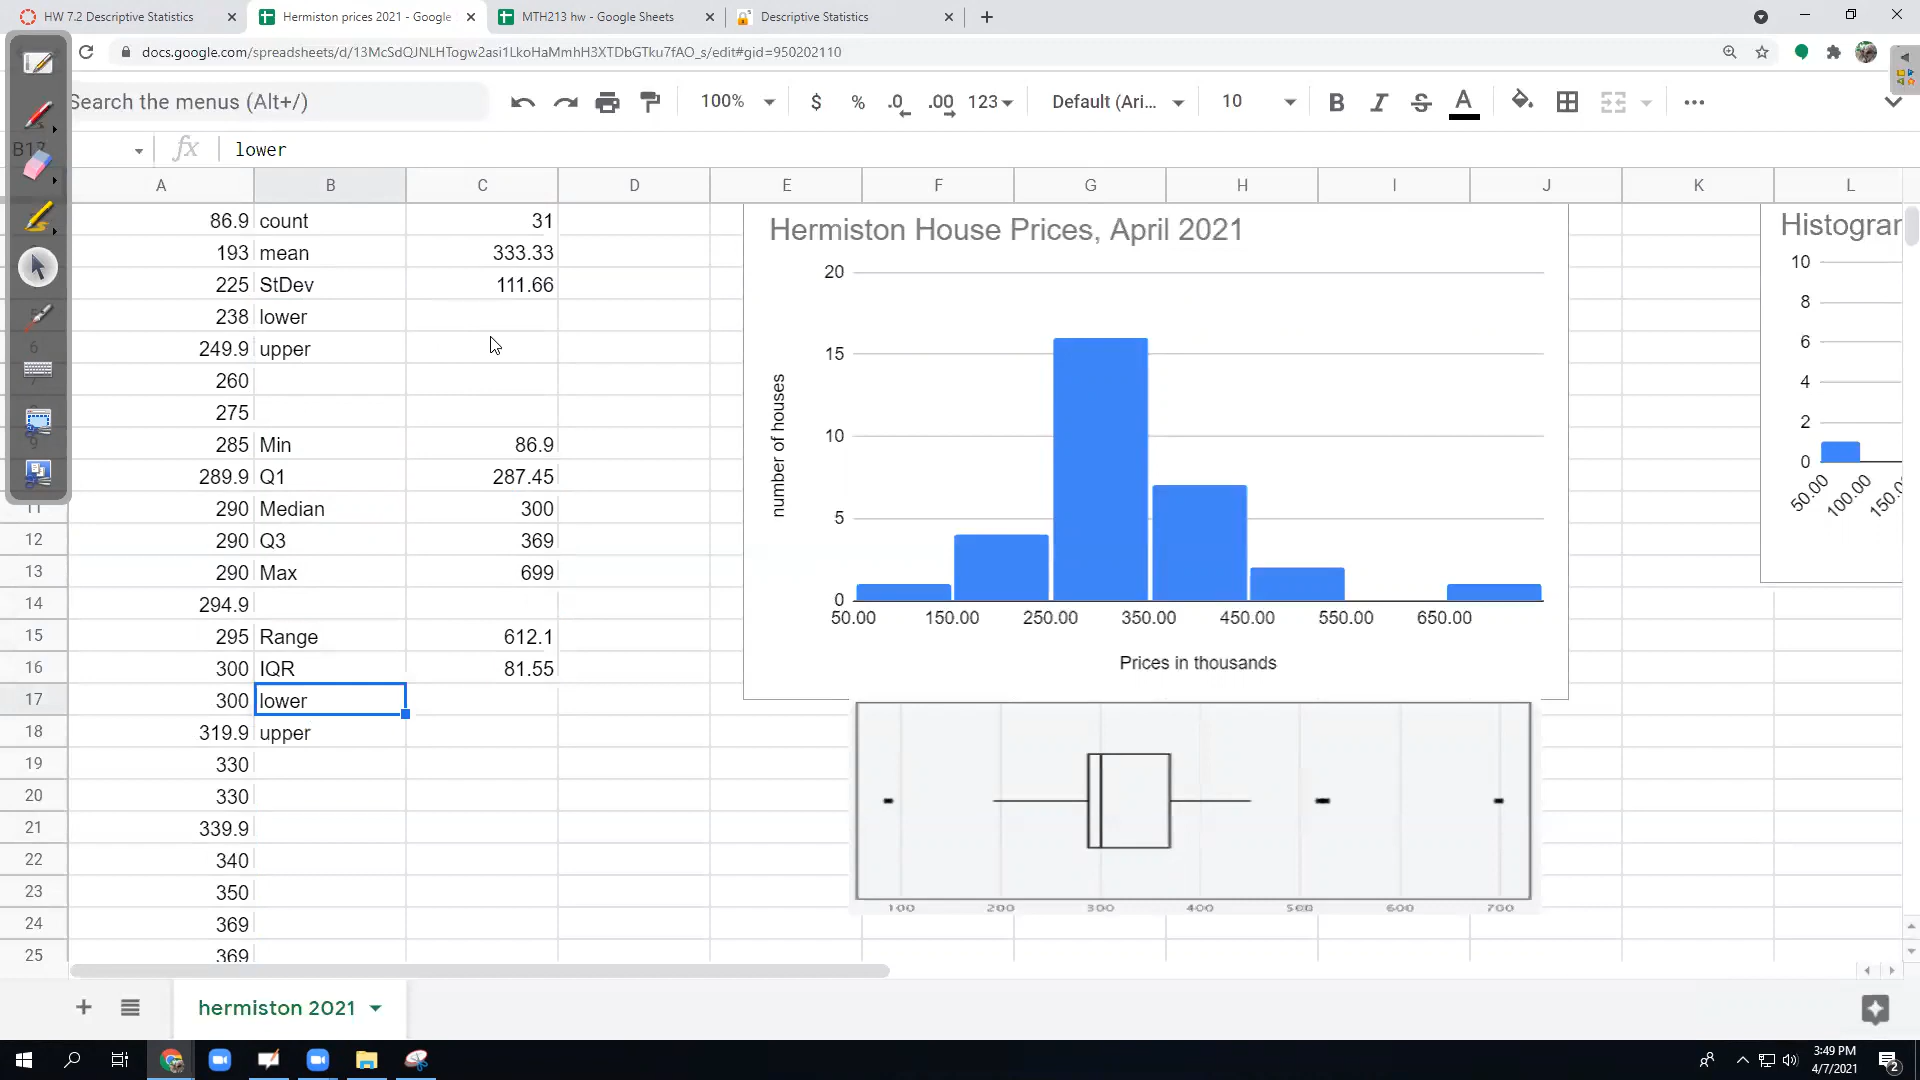 HW 7.2 Descriptive Statistics
Hermiston prices 2021 - Google
MTH213 hw - Google Sheets
Descriptive Statistics
docs.google.com/spreadsheets/d/13McSdQJNLHTogw2asi1LkoHaMmhH3XTDbGTku7fAO_s/edit#gid=950202110
Search the menus (Alt+/)
100%
$ % .0 .00 123
Default (Ari...
10
B I S A
B17
fx
lower
A B C D E F G H I J K L
86.9 count 31
193 mean 333.33
225 StDev 111.66
238 lower
6 249.9 upper
260
275
9 285 Min 86.9
289.9 Q1 287.45
11 290 Median 300
12 290 Q3 369
13 290 Max 699
14 294.9
15 295 Range 612.1
16 300 IQR 81.55
17 300 lower
18 319.9 upper
19 330
20 330
21 339.9
22 340
23 350
24 369
25 369
Hermiston House Prices, April 2021
20
15
10
5
0
number of houses
50.00 150.00 250.00 350.00 450.00 550.00 650.00
Prices in thousands
100 200 300 400 500 600 700
Histogra
10
8
6
4
2
0
50.00
100.00
150.0
hermiston 2021
3:49 PM
4/7/2021
2